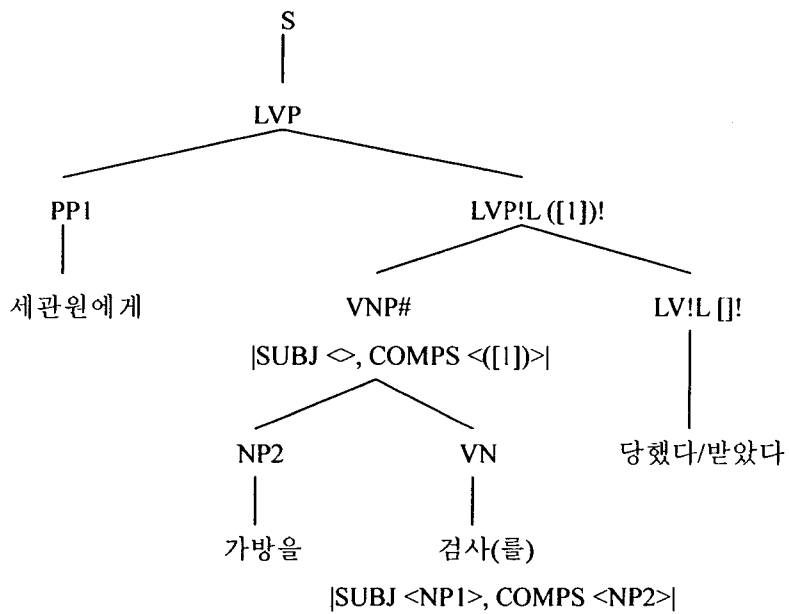 S
LVP
PP1 LVP!L ([1])!
세관원에게 VNP# LV!L []!
|SUBJ <>, COMPS <([1])>|
NP2 VN 당했다/받았다
가방을 검사(를)
|SUBJ <NP1>, COMPS <NP2>|